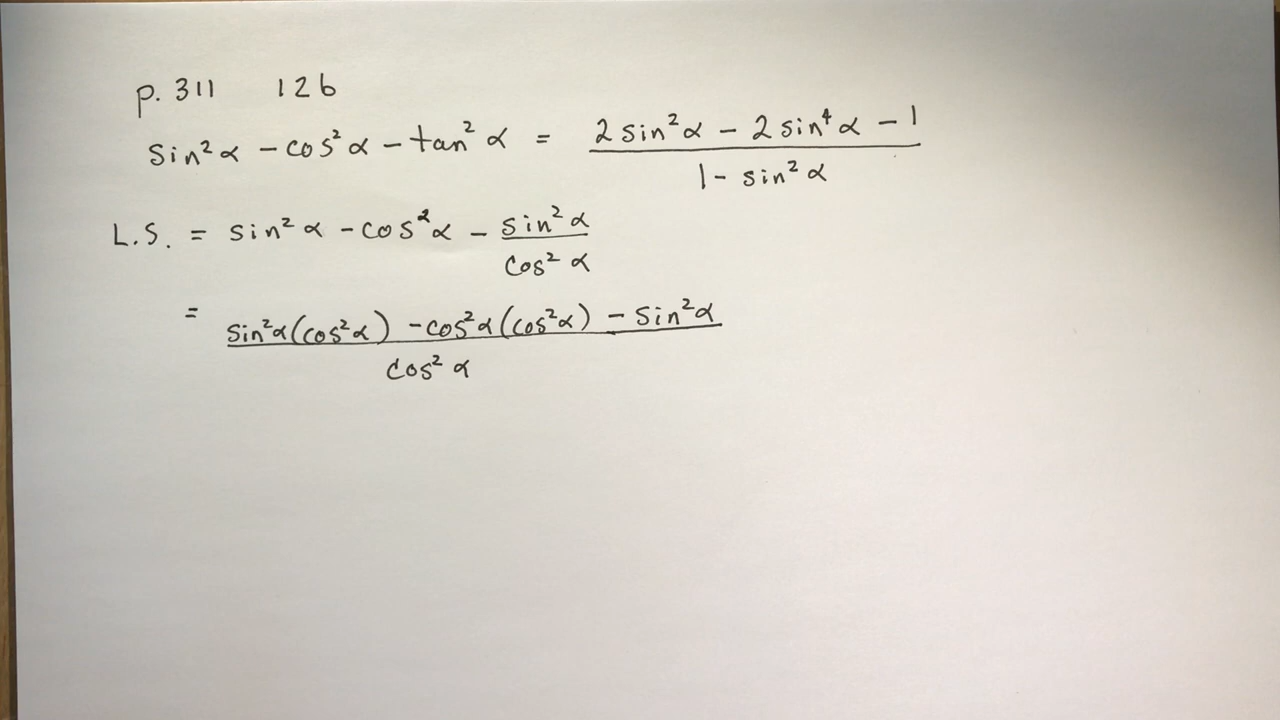 p. 311 12b
sin²α - cos²α - tan²α = (2 sin²α - 2 sin⁴α - 1) / (1 - sin²α)
L.S. = sin²α - cos²α - sin²α / cos²α
= (sin²α(cos²α) - cos²α(cos²α) - sin²α) / cos²α